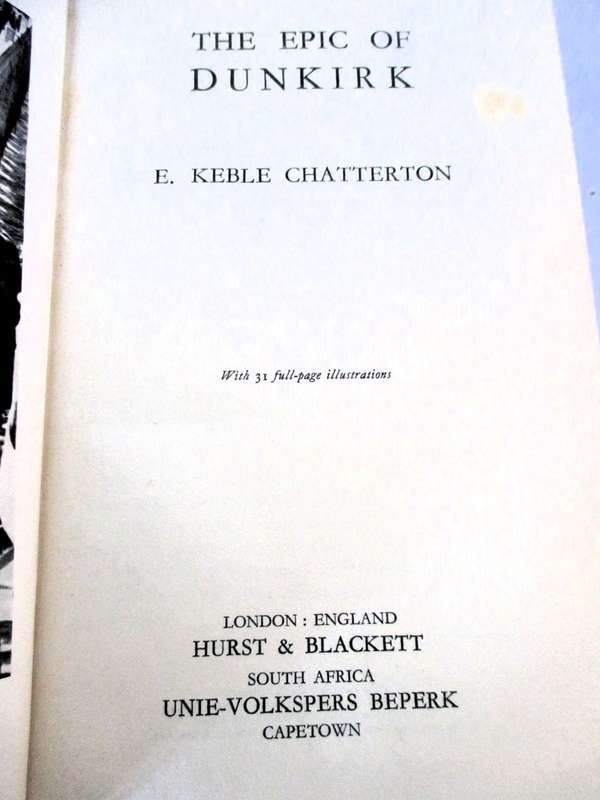 THE EPIC OF
DUNKIRK
E. KEBLE CHATTERTON
With 31 full-page illustrations
LONDON : ENGLAND
HURST & BLACKETT
SOUTH AFRICA
UNIE-VOLKSPERS BEPERK
CAPETOWN